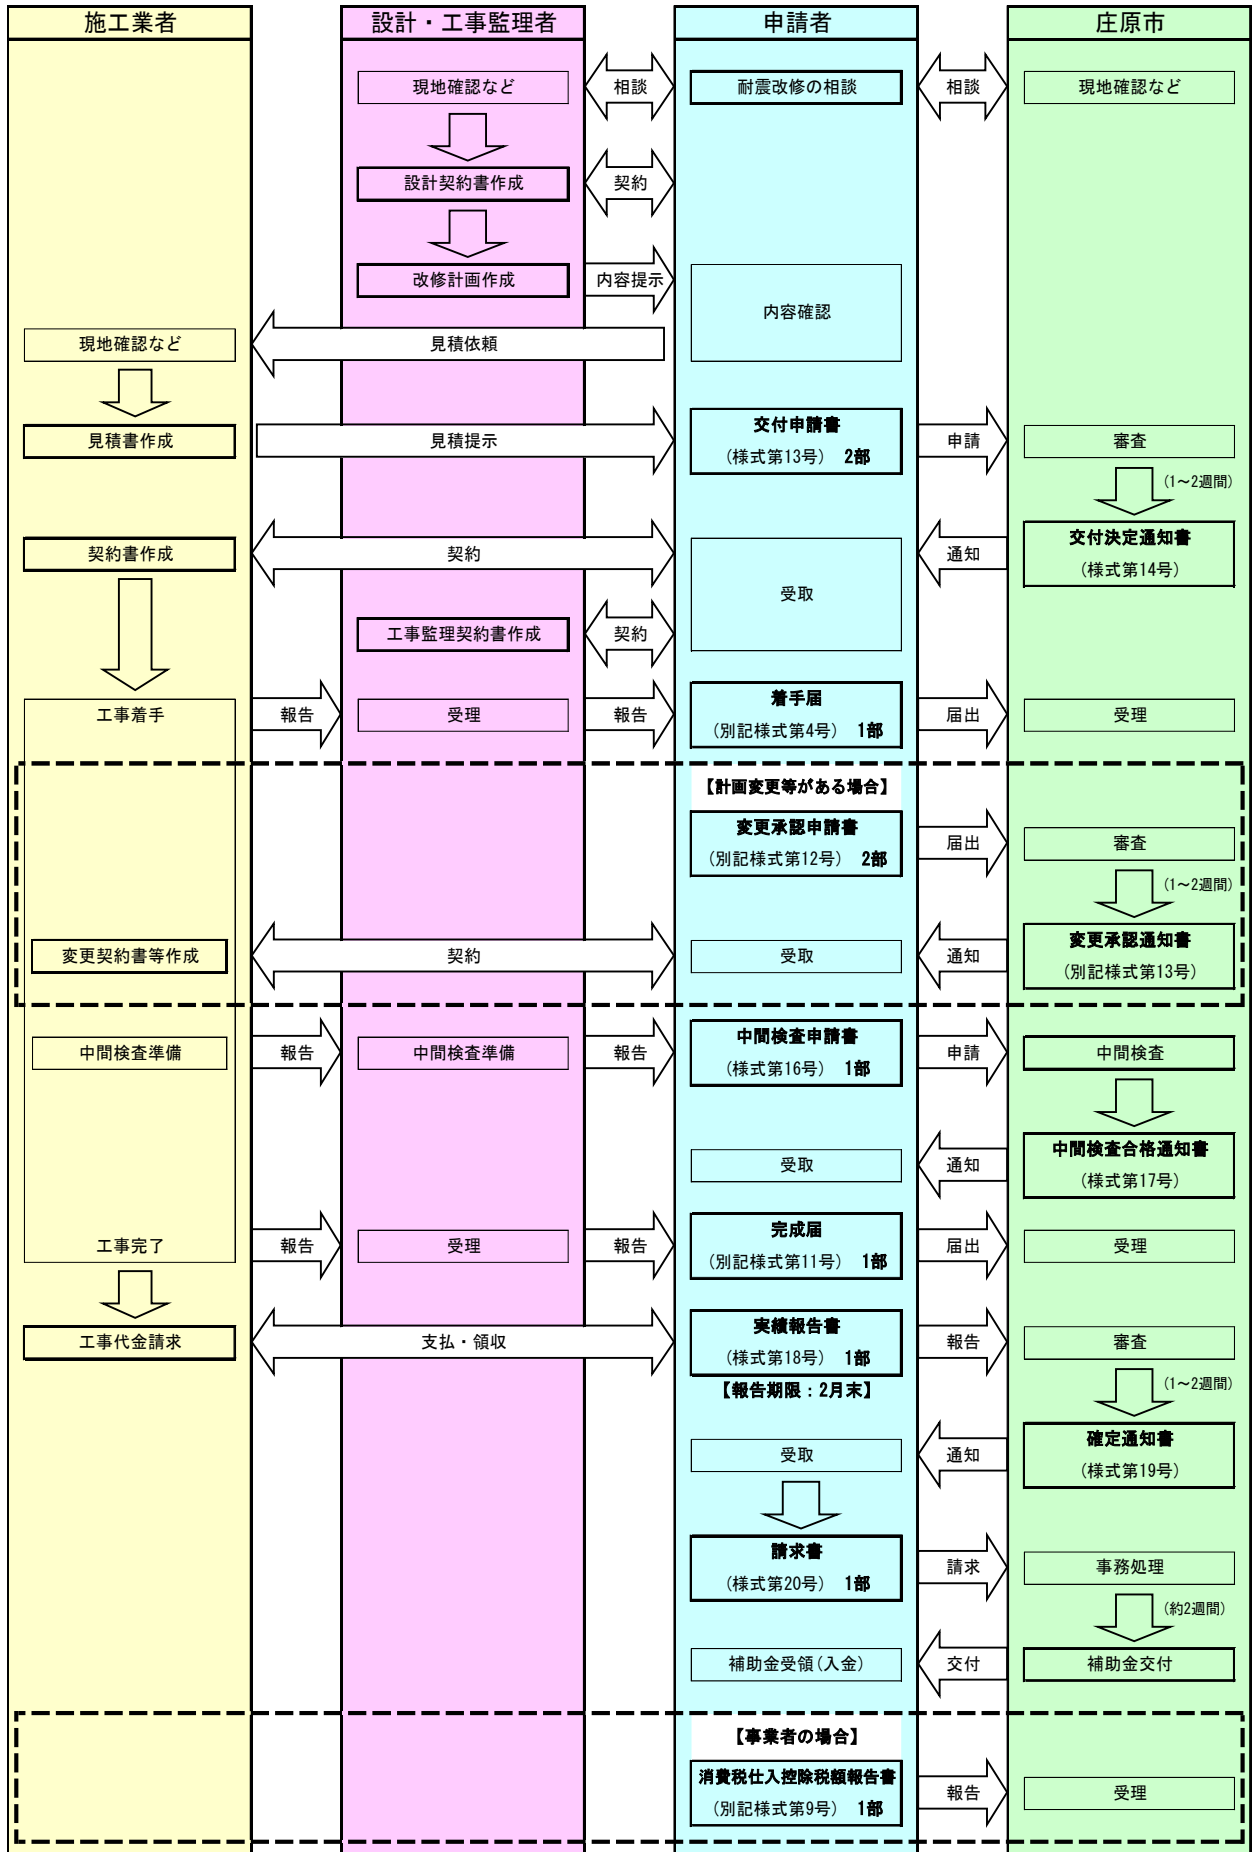 施工業者
設計・工事監理者
申請者
庄原市
現地確認など
相談
耐震改修の相談
相談
現地確認など
設計契約書作成
契約
改修計画作成
内容提示
内容確認
現地確認など
見積依頼
見積書作成
見積提示
交付申請書
(様式第13号) 2部
申請
審査
(1～2週間)
契約書作成
契約
受取
通知
交付決定通知書
(様式第14号)
工事監理契約書作成
契約
工事着手
報告
受理
報告
着手届
(別記様式第4号) 1部
届出
受理
【計画変更等がある場合】
変更承認申請書
(別記様式第12号) 2部
届出
審査
(1～2週間)
変更契約書等作成
契約
受取
通知
変更承認通知書
(別記様式第13号)
中間検査準備
報告
中間検査準備
報告
中間検査申請書
(様式第16号) 1部
申請
中間検査
受取
通知
中間検査合格通知書
(様式第17号)
工事完了
報告
受理
報告
完成届
(別記様式第11号) 1部
届出
受理
工事代金請求
支払・領収
実績報告書
(様式第18号) 1部
【報告期限：2月末】
報告
審査
(1～2週間)
受取
通知
確定通知書
(様式第19号)
請求書
(様式第20号) 1部
請求
事務処理
(約2週間)
補助金受領(入金)
交付
補助金交付
【事業者の場合】
消費税仕入控除税額報告書
(別記様式第9号) 1部
報告
受理